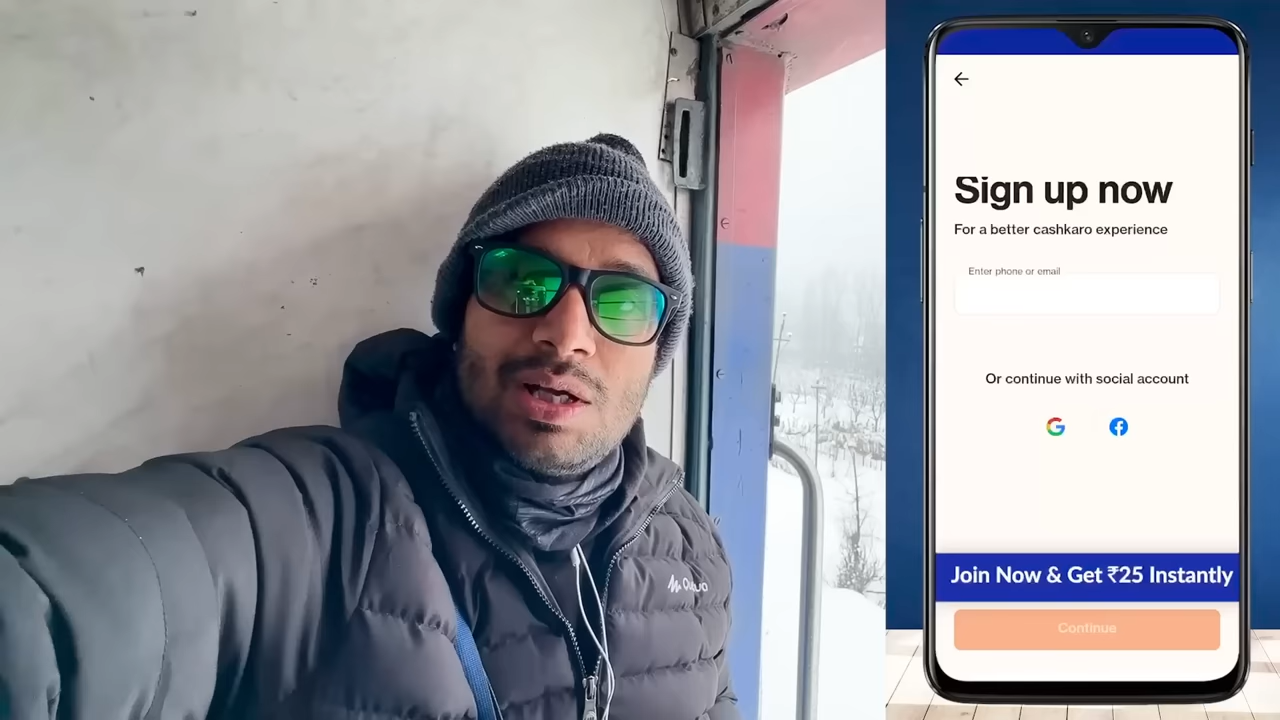 Sign up now
For a better cashkaro experience
Enter phone or email
Or continue with social account
Join Now & Get ₹25 Instantly
Continue